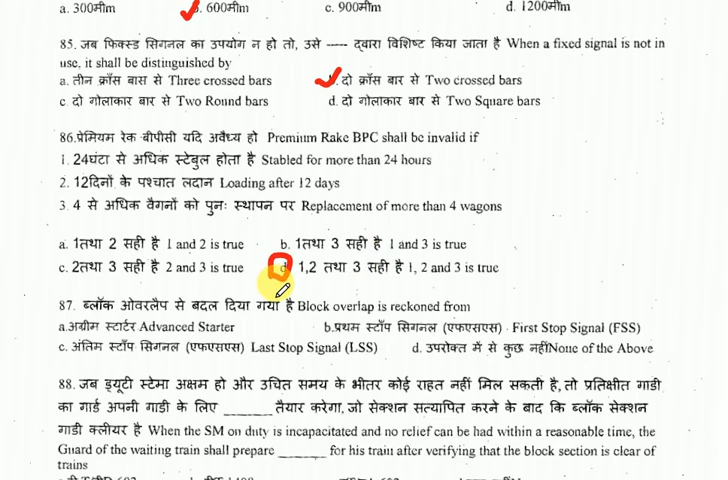 a. 300मीm b. 600मीm c. 900मीm d. 1200मीm
85. जब फिक्स्ड सिगनल का उपयोग न हो तो, उसे ---- द्वारा विशिष्ट किया जाता है When a fixed signal is not in
use, it shall be distinguished by
a. तीन क्रॉस बास से Three crossed bars दो क्रॉस बार से Two crossed bars
c. दो गोलाकार बार से Two Round bars d. दो गोलाकार बार से Two Square bars
86.प्रेमियम रेक बीपीसी यदि अवैध्य हो Premium Rake BPC shall be invalid if
1. 24घंटा से अधिक स्टेबुल होता है Stabled for more than 24 hours
2. 12दिनों के पश्चात लदान Loading after 12 days
3. 4 से अधिक वैगनों को पुनः स्थापन पर Replacement of more than 4 wagons
a. 1तथा 2 सही है 1 and 2 is true b. 1तथा 3 सही है 1 and 3 is true
c. 2तथा 3 सही है 2 and 3 is true d. 1,2 तथा 3 सही है 1, 2 and 3 is true
87. ब्लॉक ओवरलैप से बदल दिया गया है Block overlap is reckoned from
a.अग्रीम स्टार्टर Advanced Starter b.प्रथम स्टॉप सिगनल (एफएसएस) · First Stop Signal (FSS)
c. अंतिम स्टॉप सिगनल (एफएसएस) Last Stop Signal (LSS) d. उपरोक्त में से कुछ नहींNone of the Above
88. जब ड्यूटी स्टेमा अक्षम हो और उचित समय के भीतर कोई राहत नहीं मिल सकती है, तो प्रतिक्षीत गाडी
का गार्ड अपनी गाडी के लिए ______ तैयार करेगा, जो सेक्शन सत्यापित करने के बाद कि ब्लॉक सेक्शन
गाडी क्लीयर है When the SM on duty is incapacitated and no relief can be had within a reasonable time, the
Guard of the waiting train shall prepare ______ for his train after verifying that the block section is clear of
trains